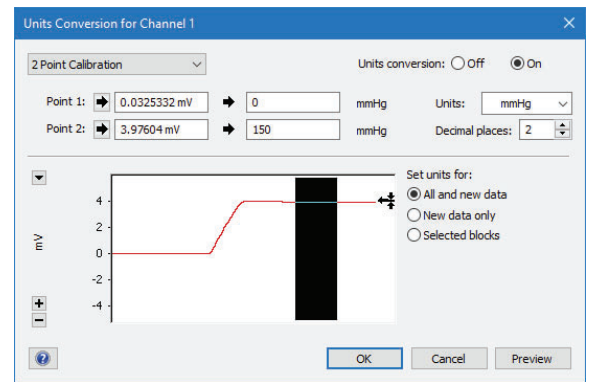 Units Conversion for Channel 1
2 Point Calibration Units conversion: Off On
Point 1: 0.0325332 mV 0 mmHg Units: mmHg
Point 2: 3.97604 mV 150 mmHg Decimal places: 2
Set units for:
All and new data
New data only
Selected blocks
mV
4
2
0
-2
-4
+
−
?
OK Cancel Preview